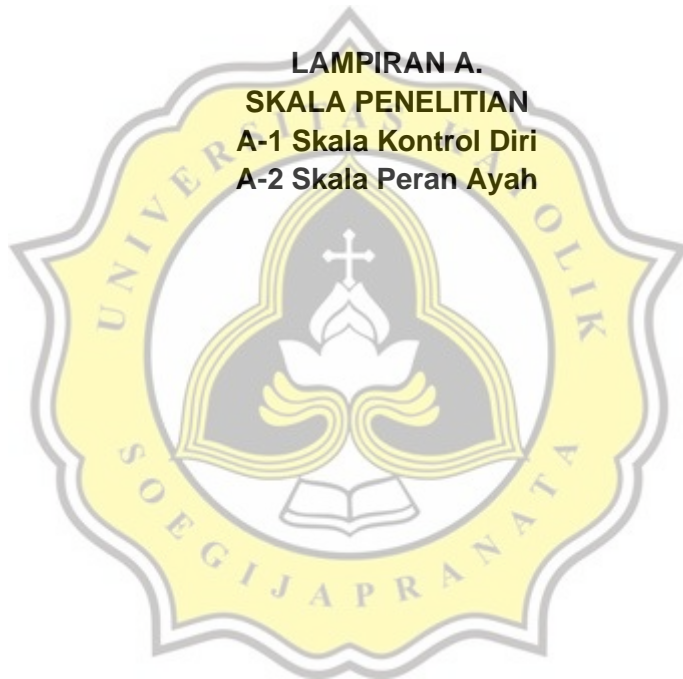 LAMPIRAN A.
SKALA PENELITIAN
A-1 Skala Kontrol Diri
A-2 Skala Peran Ayah
UNIVERSITAS KATOLIK
SOEGIJAPRANATA